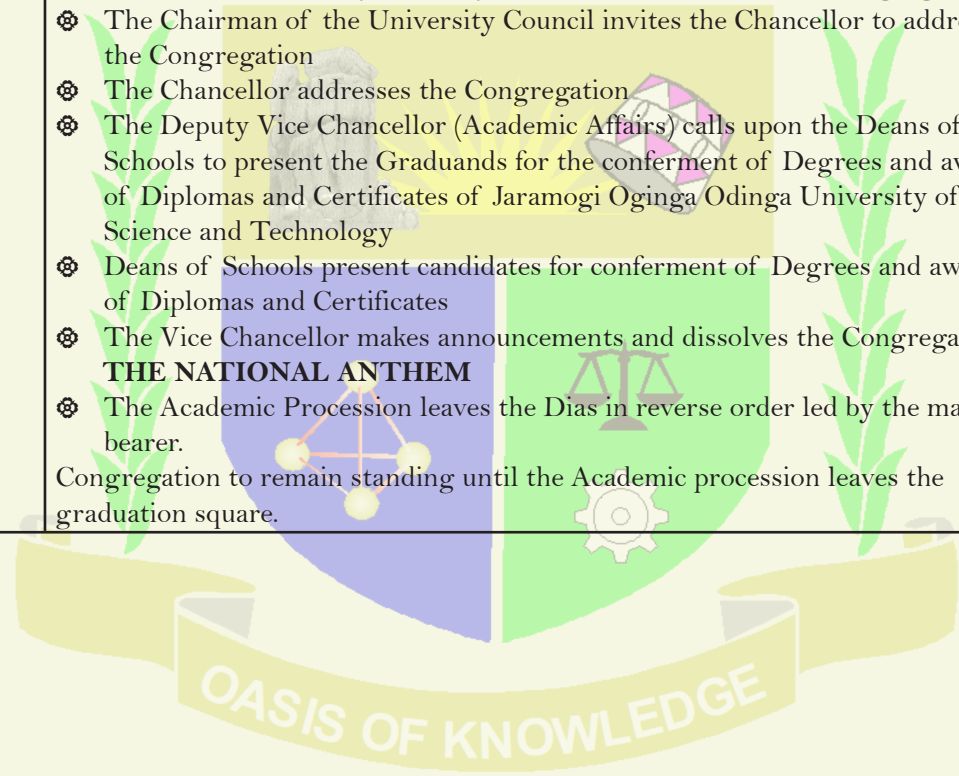 The Chairman of the University Council invites the Chancellor to
the Congregation
The Chancellor addresses the Congregation
The Deputy Vice Chancellor (Academic Affairs) calls upon the Deans of
Schools to present the Graduands for the conferment of Degrees and
of Diplomas and Certificates of Jaramogi Oginga Odinga University of
Science and Technology
Deans of Schools present candidates for conferment of Degrees and
of Diplomas and Certificates
The Vice Chancellor makes announcements and dissolves the
THE NATIONAL ANTHEM
The Academic Procession leaves the Dias in reverse order led by the
bearer.
Congregation to remain standing until the Academic procession leaves the
graduation square.
OASIS OF KNOWLEDGE